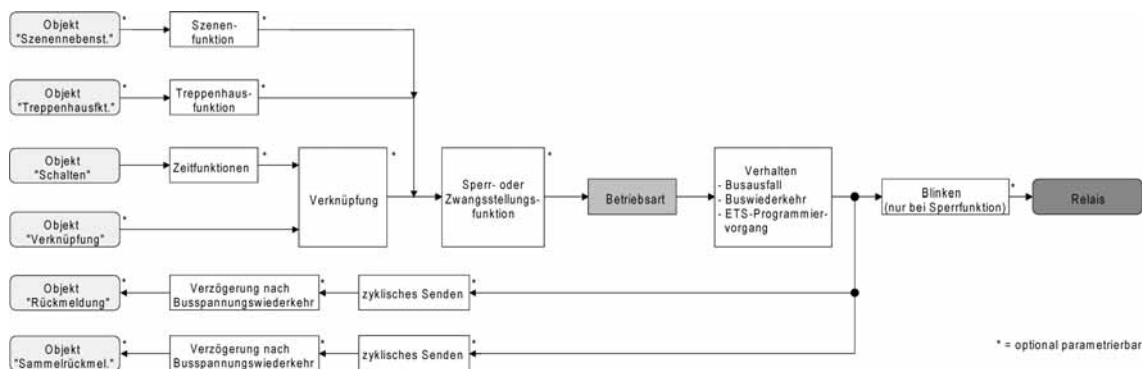 Objekt
"Szenennebenst."
*
Szenen-
funktion
*
Objekt
"Treppenhausfkt."
*
Treppenhaus-
funktion
*
Objekt
"Schalten"
Zeitfunktionen
*
Verknüpfung
*
Sperr- oder
Zwangsstellungs-
funktion
*
Betriebsart
Verhalten
- Busausfall
- Buswiederkehr
- ETS-Programmier-
vorgang
Blinken
(nur bei Sperrfunktion)
*
Relais
Objekt
"Verknüpfung"
*
Objekt
"Rückmeldung"
*
Verzögerung nach
Busspannungswiederkehr
*
zyklisches Senden
*
Objekt
"Sammelrückmel."
*
Verzögerung nach
Busspannungswiederkehr
*
zyklisches Senden
*
* = optional parametrierbar